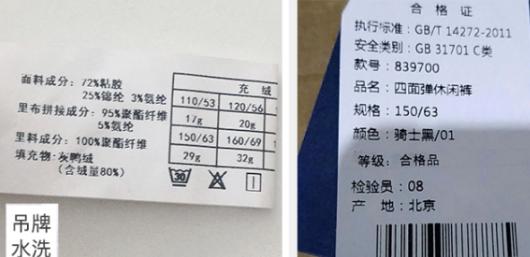 面料成分：72%粘胶
25%锦纶 3%氨纶
里布拼接成分：95%聚酯纤维
5%氨纶
里料成分：100%聚酯纤维
填充物：灰鸭绒
（含绒量80%）
充 绒
110/53 120/56
17g 20g
150/63 160/69
29g 32g
30
吊牌
水洗
合格证
执行标准：GB/T 14272-2011
安全类别：GB 31701 C类
款号：839700
品名：四面弹休闲裤
规格：150/63
颜色：骑士黑/01
等级：合格品
检验员：08
产 地：北京